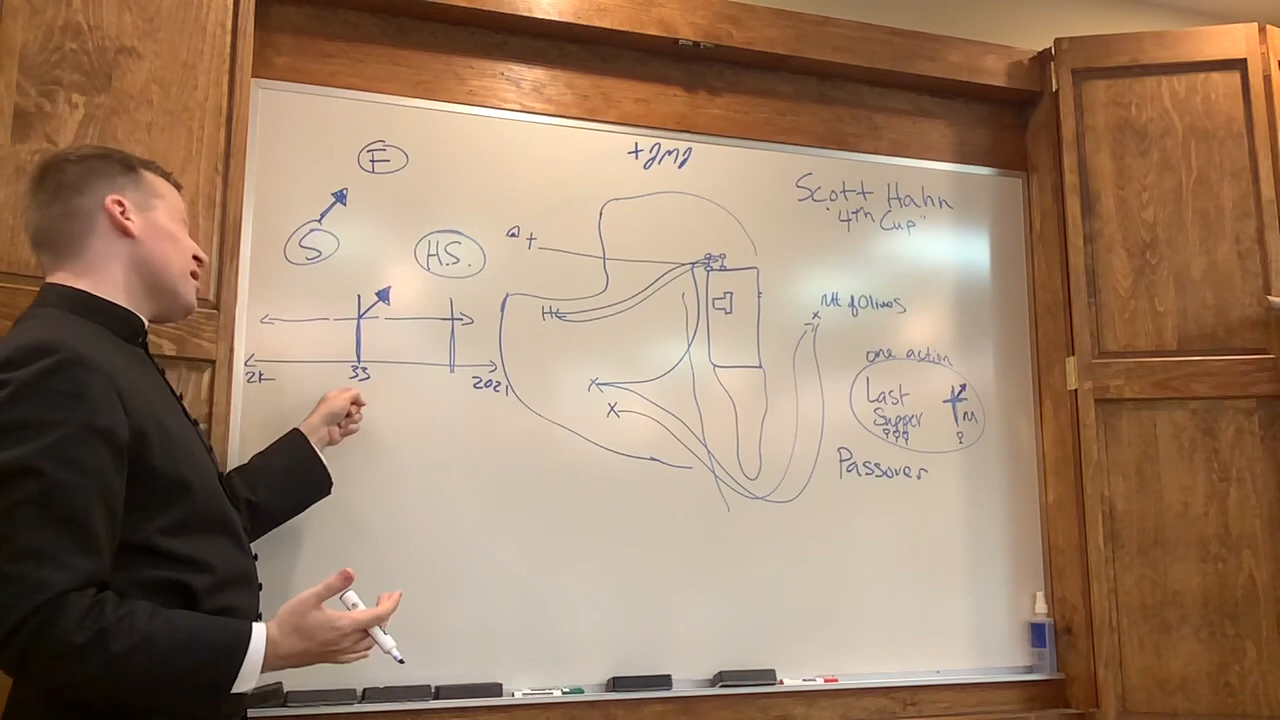 +JMJ
F
S
H.S.
2K
33
2021
H
X
X
Scott Hahn
"4th Cup"
x
Mt of Olives
one action
Last
Supper
M
Passover